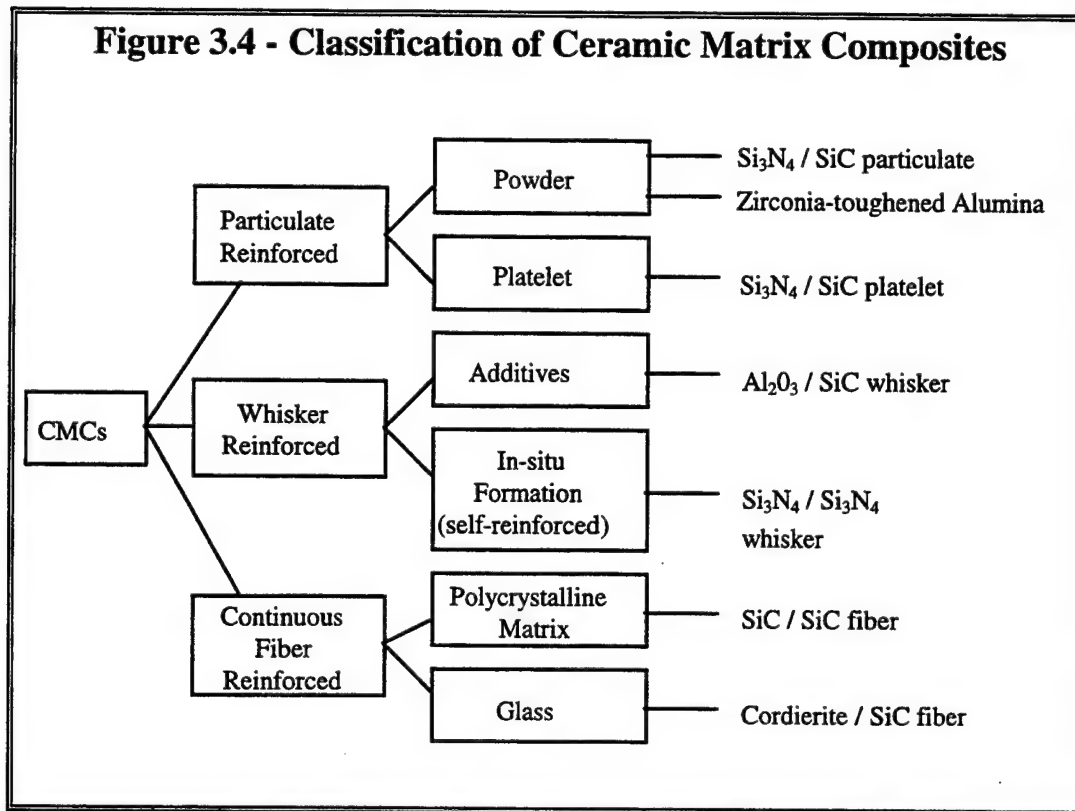 Figure 3.4 - Classification of Ceramic Matrix Composites
Powder
Si₃N₄ / SiC particulate
Zirconia-toughened Alumina
Particulate
Reinforced
Platelet
Si₃N₄ / SiC platelet
CMCs
Whisker
Reinforced
Additives
Al₂0₃ / SiC whisker
In-situ
Formation
(self-reinforced)
Si₃N₄ / Si₃N₄
whisker
Continuous
Fiber
Reinforced
Polycrystalline
Matrix
SiC / SiC fiber
Glass
Cordierite / SiC fiber